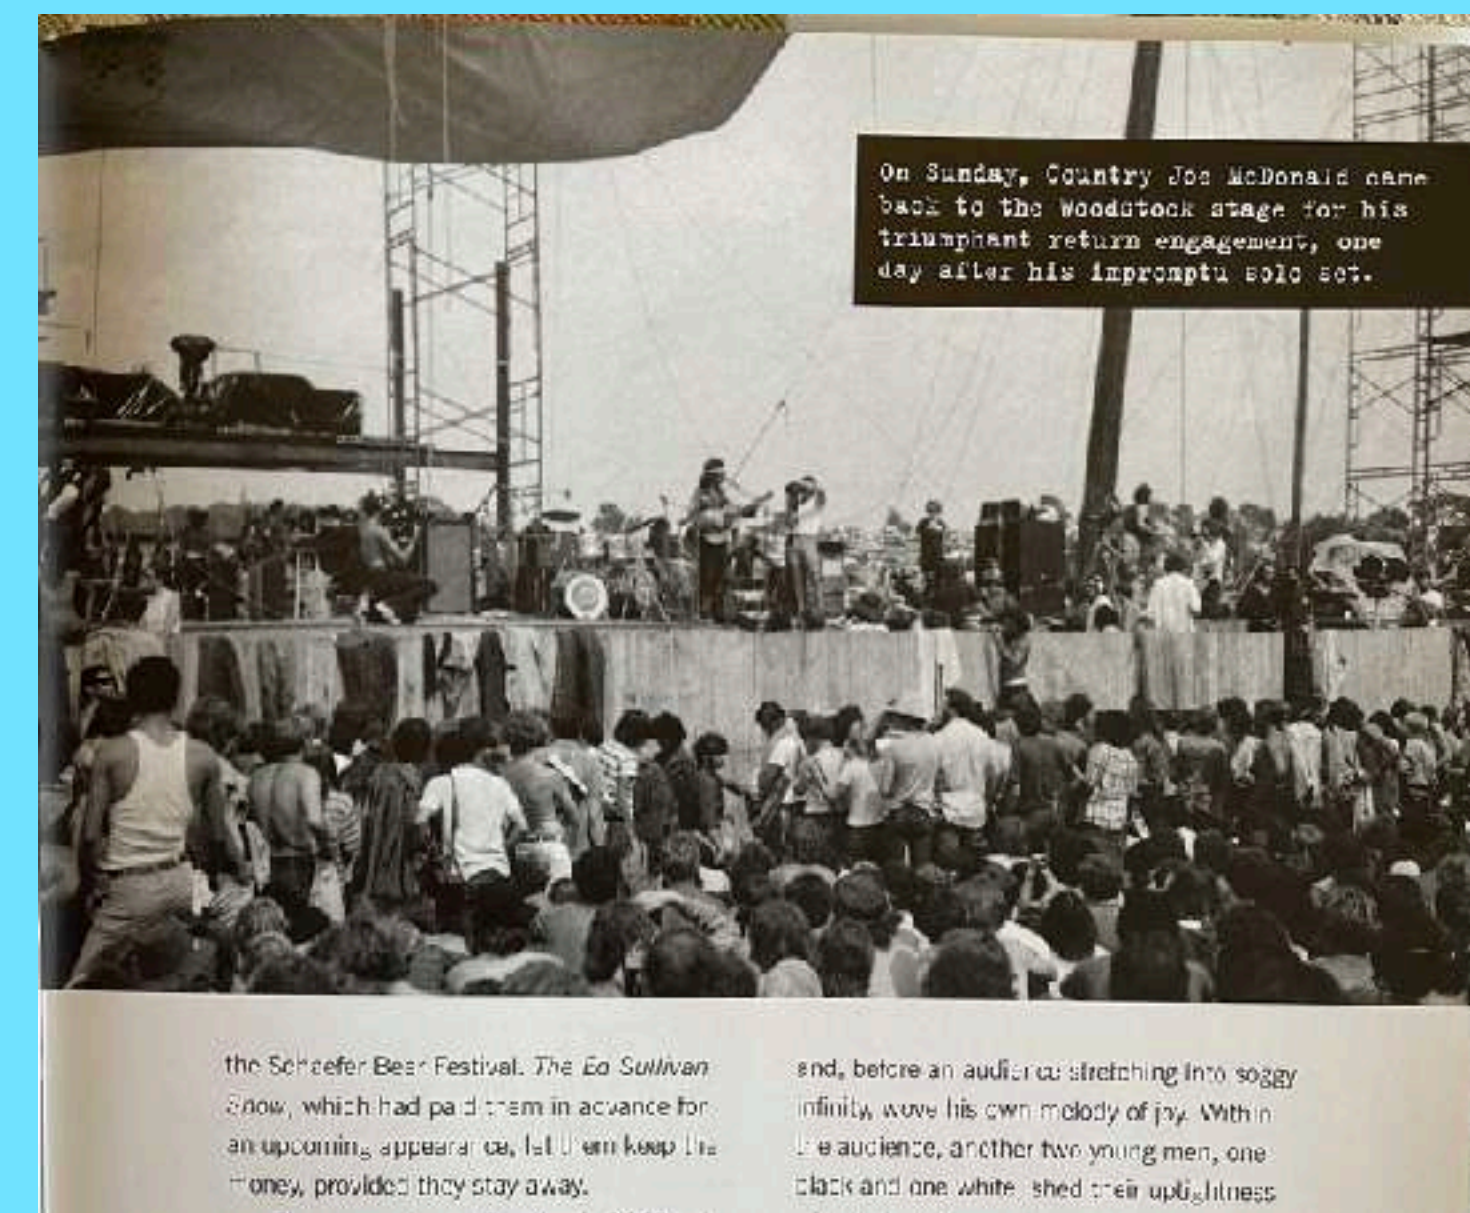 On Sunday, Country Joe McDonald came
back to the Woodstock stage for his
triumphant return engagement, one
day after his impromptu solo set.
the Schaefer Beer Festival. The Ed Sullivan
Show, which had paid them in advance for
an upcoming appearance, let them keep the
money, provided they stay away.
and, before an audience stretching into soggy
infinity, wove his own melody of joy. Within
the audience, another two young men, one
black and one white, shed their uptightness